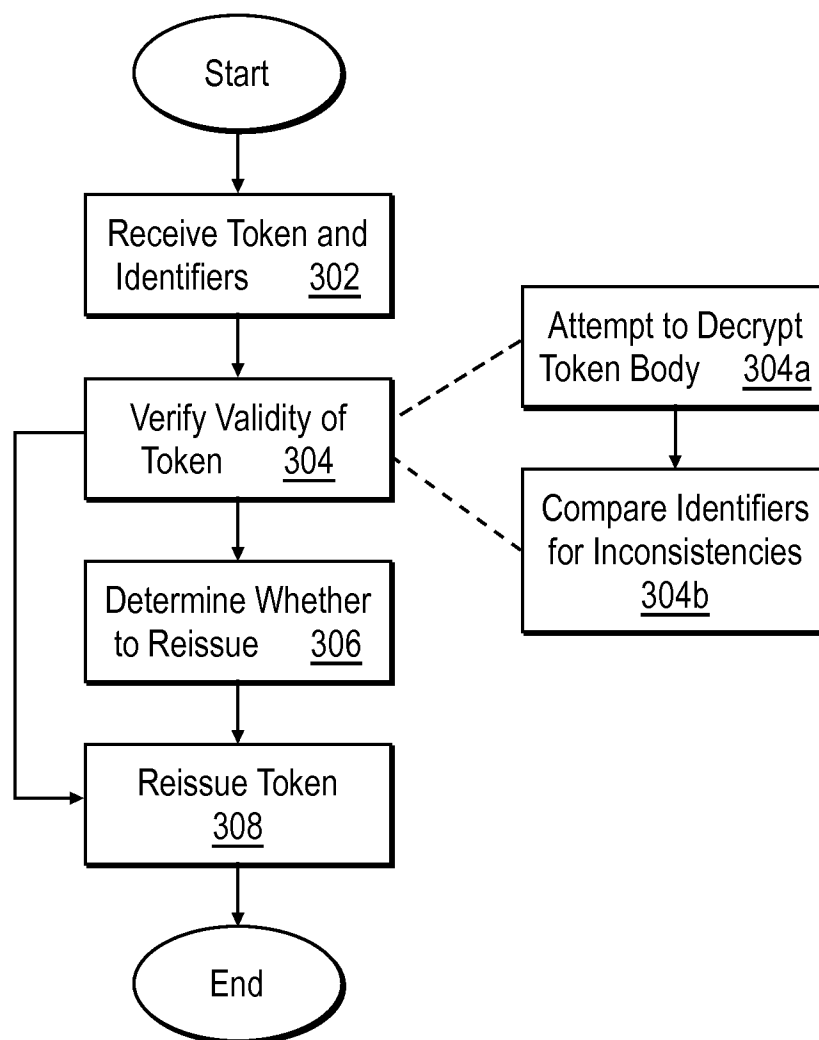 Start
Receive Token and
Identifiers 302
Verify Validity of
Token 304
Attempt to Decrypt
Token Body 304a
Compare Identifiers
for Inconsistencies
304b
Determine Whether
to Reissue 306
Reissue Token
308
End